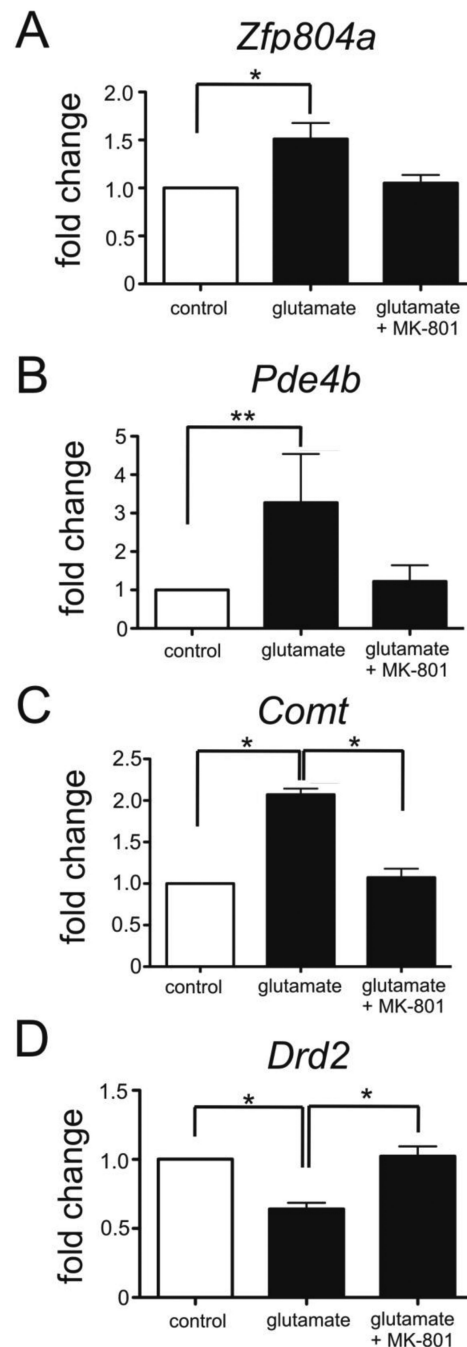 A
Zfp804a
*
fold change
2.0
1.5
1.0
0.5
0
control
glutamate
glutamate
+ MK-801
B
Pde4b
**
fold change
5
4
3
2
1
0
control
glutamate
glutamate
+ MK-801
C
Comt
* *
fold change
2.5
2.0
1.0
0.5
0
control
glutamate
glutamate
+ MK-801
D
Drd2
* *
fold change
1.5
1.0
0.5
0
control
glutamate
glutamate
+ MK-801